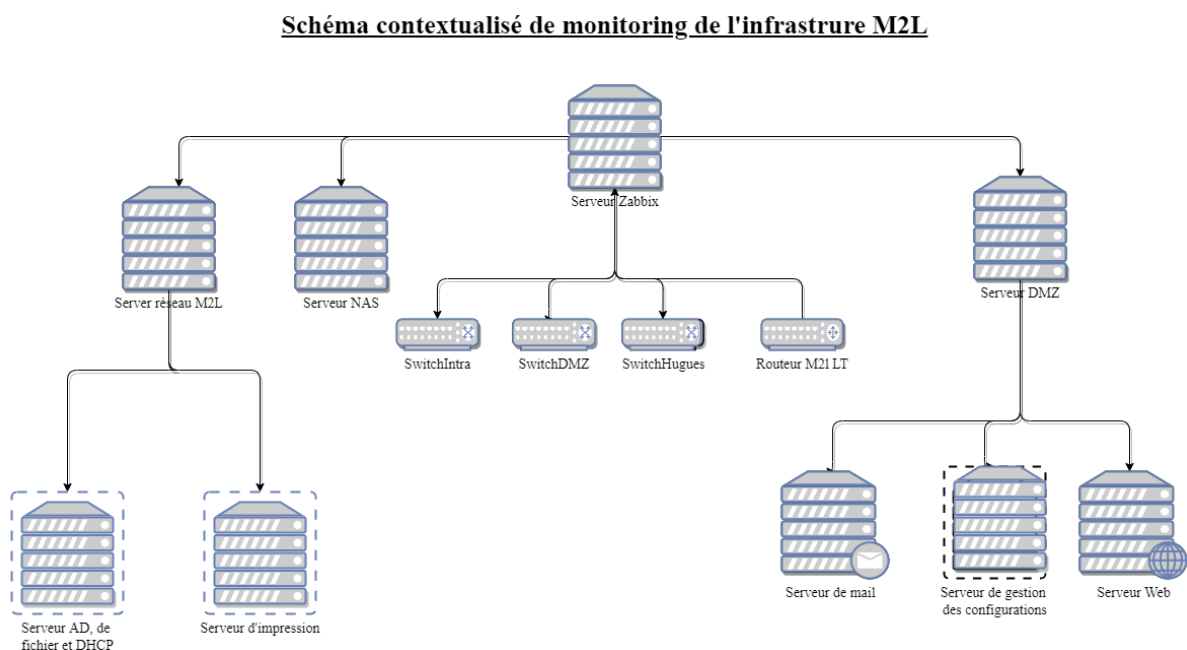 Schéma contextualisé de monitoring de l'infrastrure M2L
Serveur Zabbix
Server réseau M2L
Serveur NAS
Serveur DMZ
SwitchIntra
SwitchDMZ
SwitchHugues
Routeur M2l LT
Serveur de mail
Serveur de gestion
des configurations
Serveur Web
Serveur AD, de
fichier et DHCP
Serveur d'impression